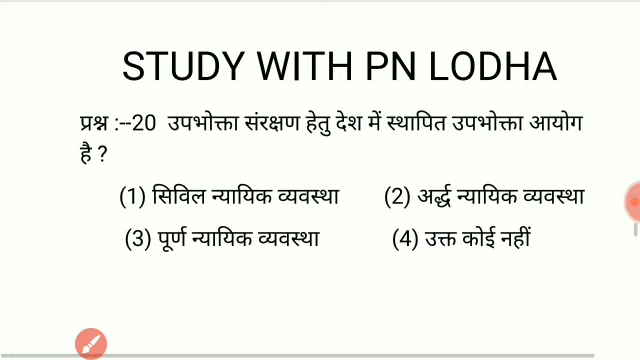 STUDY WITH PN LODHA
प्रश्न :--20 उपभोक्ता संरक्षण हेतु देश में स्थापित उपभोक्ता आयोग
है ?
(1) सिविल न्यायिक व्यवस्था (2) अर्द्ध न्यायिक व्यवस्था
(3) पूर्ण न्यायिक व्यवस्था (4) उक्त कोई नहीं